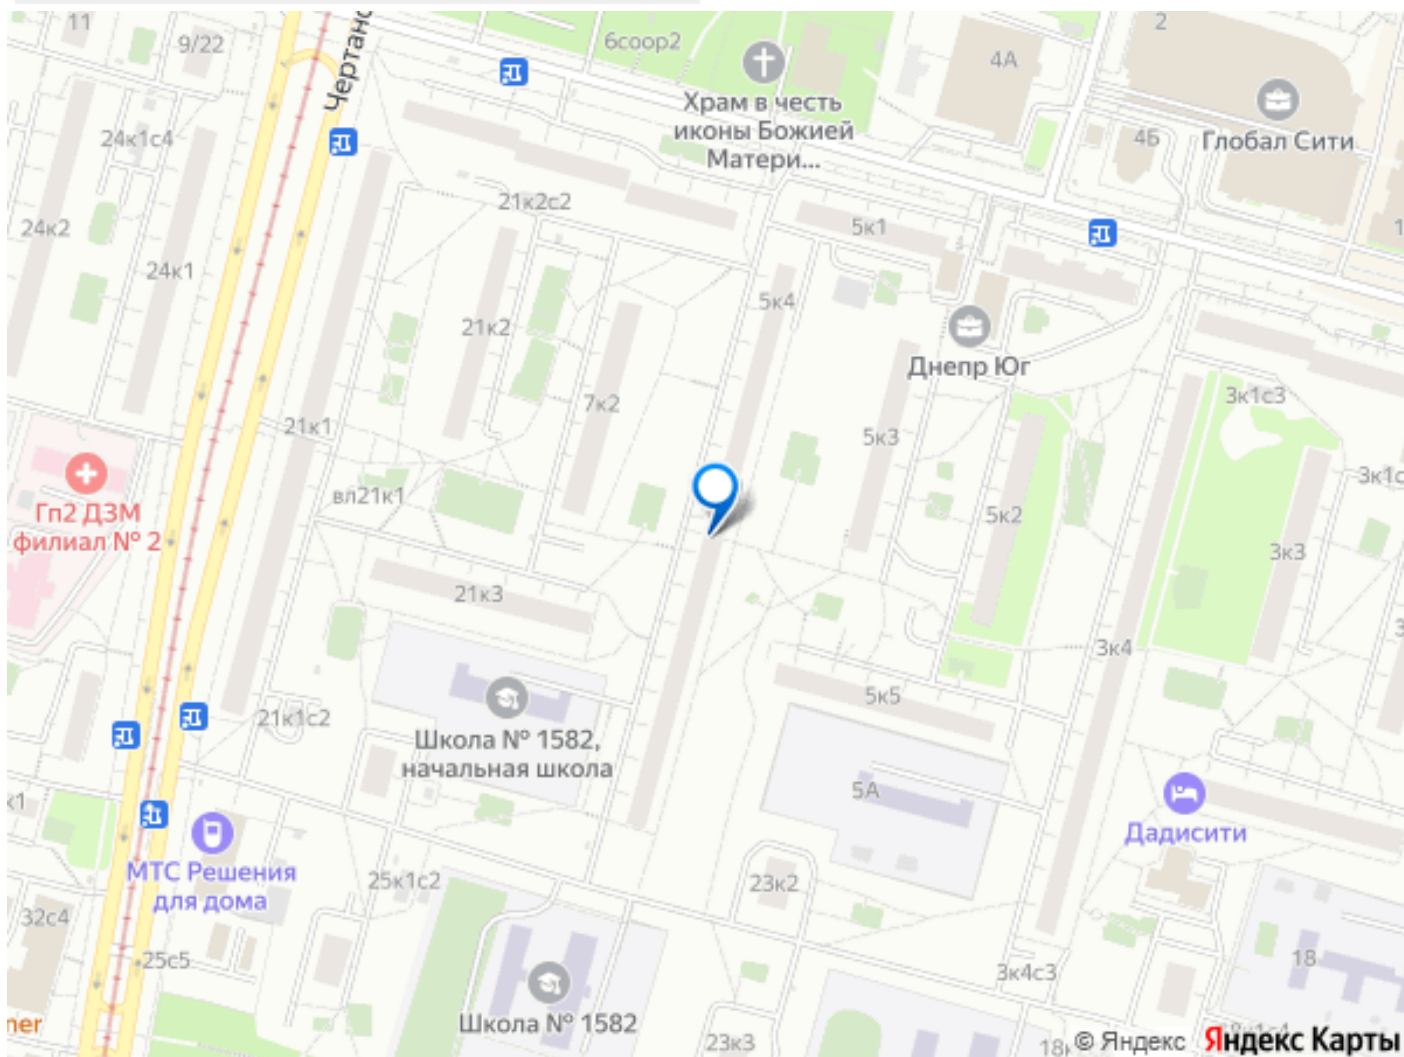 11
9/22
Чертано
6соор2
2
4А
Храм в честь
иконы Божией
Матери...
Глобал Сити
4Б
24к1с4
21к2с2
5к1
24к2
24к1
5к4
21к2
Днепр Юг
7к2
3к1с3
21к1
5к3
3к1с
вл21к1
Гп2 ДЗМ
филиал № 2
5к2
3к3
21к3
3к4
5к5
21к1с2
Школа № 1582,
начальная школа
5А
к1
Дадисити
МТС Решения
для дома
25к1с2
23к2
32с4
25с5
3к4с3
18
ner
Школа № 1582
23к3
© Яндекс Яндекс Карты